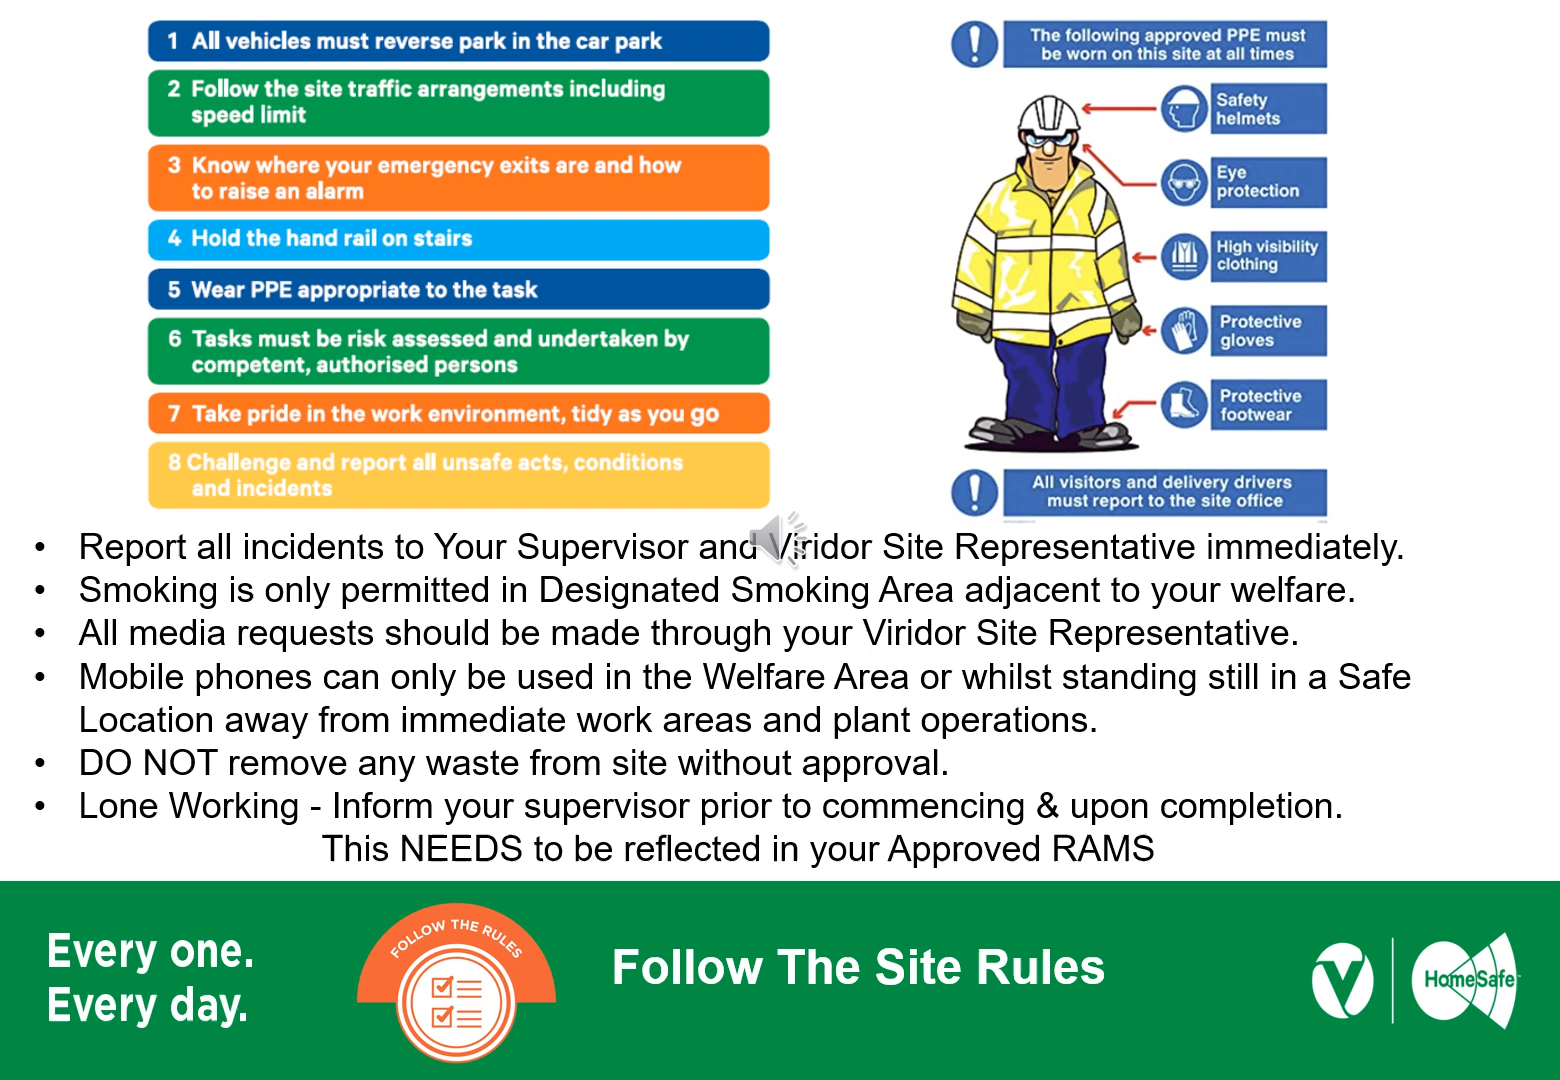 1 All vehicles must reverse park in the car park
2 Follow the site traffic arrangements including
speed limit
3 Know where your emergency exits are and how
to raise an alarm
4 Hold the hand rail on stairs
5 Wear PPE appropriate to the task
6 Tasks must be risk assessed and undertaken by
competent, authorised persons
7 Take pride in the work environment, tidy as you go
8 Challenge and report all unsafe acts, conditions
and incidents
The following approved PPE must
be worn on this site at all times
Safety
helmets
Eye
protection
High visibility
clothing
Protective
gloves
Protective
footwear
All visitors and delivery drivers
must report to the site office
• Report all incidents to Your Supervisor and Viridor Site Representative immediately.
• Smoking is only permitted in Designated Smoking Area adjacent to your welfare.
• All media requests should be made through your Viridor Site Representative.
• Mobile phones can only be used in the Welfare Area or whilst standing still in a Safe
Location away from immediate work areas and plant operations.
• DO NOT remove any waste from site without approval.
• Lone Working - Inform your supervisor prior to commencing & upon completion.
This NEEDS to be reflected in your Approved RAMS
Every one.
Every day.
FOLLOW THE RULES
Follow The Site Rules
HomeSafe